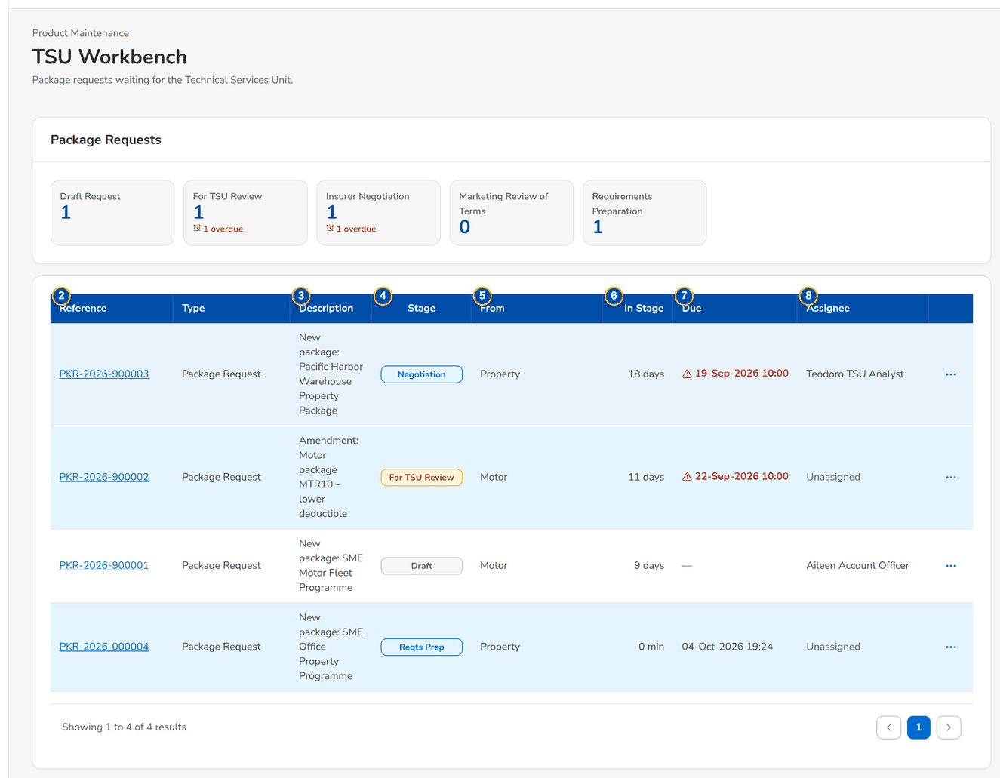 Product Maintenance
TSU Workbench
Package requests waiting for the Technical Services Unit.
Package Requests
Draft Request
1
For TSU Review
1
1 overdue
Insurer Negotiation
1
1 overdue
Marketing Review of
Terms
0
Requirements
Preparation
1
2 3 4 5 6 7 8
Reference Type Description Stage From In Stage Due Assignee
PKR-2026-900003 Package Request
New
package:
Pacific Harbor
Warehouse
Property
Package
Negotiation Property 18 days 19-Sep-2026 10:00 Teodoro TSU Analyst ...
PKR-2026-900002 Package Request
Amendment:
Motor
package
MTR10 -
lower
deductible
For TSU Review Motor 11 days 22-Sep-2026 10:00 Unassigned ...
PKR-2026-900001 Package Request
New
package: SME
Motor Fleet
Programme
Draft Motor 9 days — Aileen Account Officer ...
PKR-2026-000004 Package Request
New
package: SME
Office
Property
Programme
Reqts Prep Property 0 min 04-Oct-2026 19:24 Unassigned ...
Showing 1 to 4 of 4 results
< 1 >